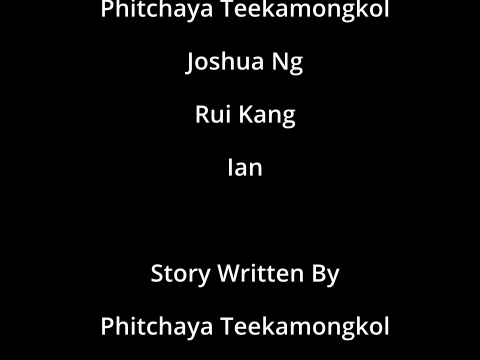 Phitchaya Teekamongkol
Joshua Ng
Rui Kang
Ian
Story Written By
Phitchaya Teekamongkol